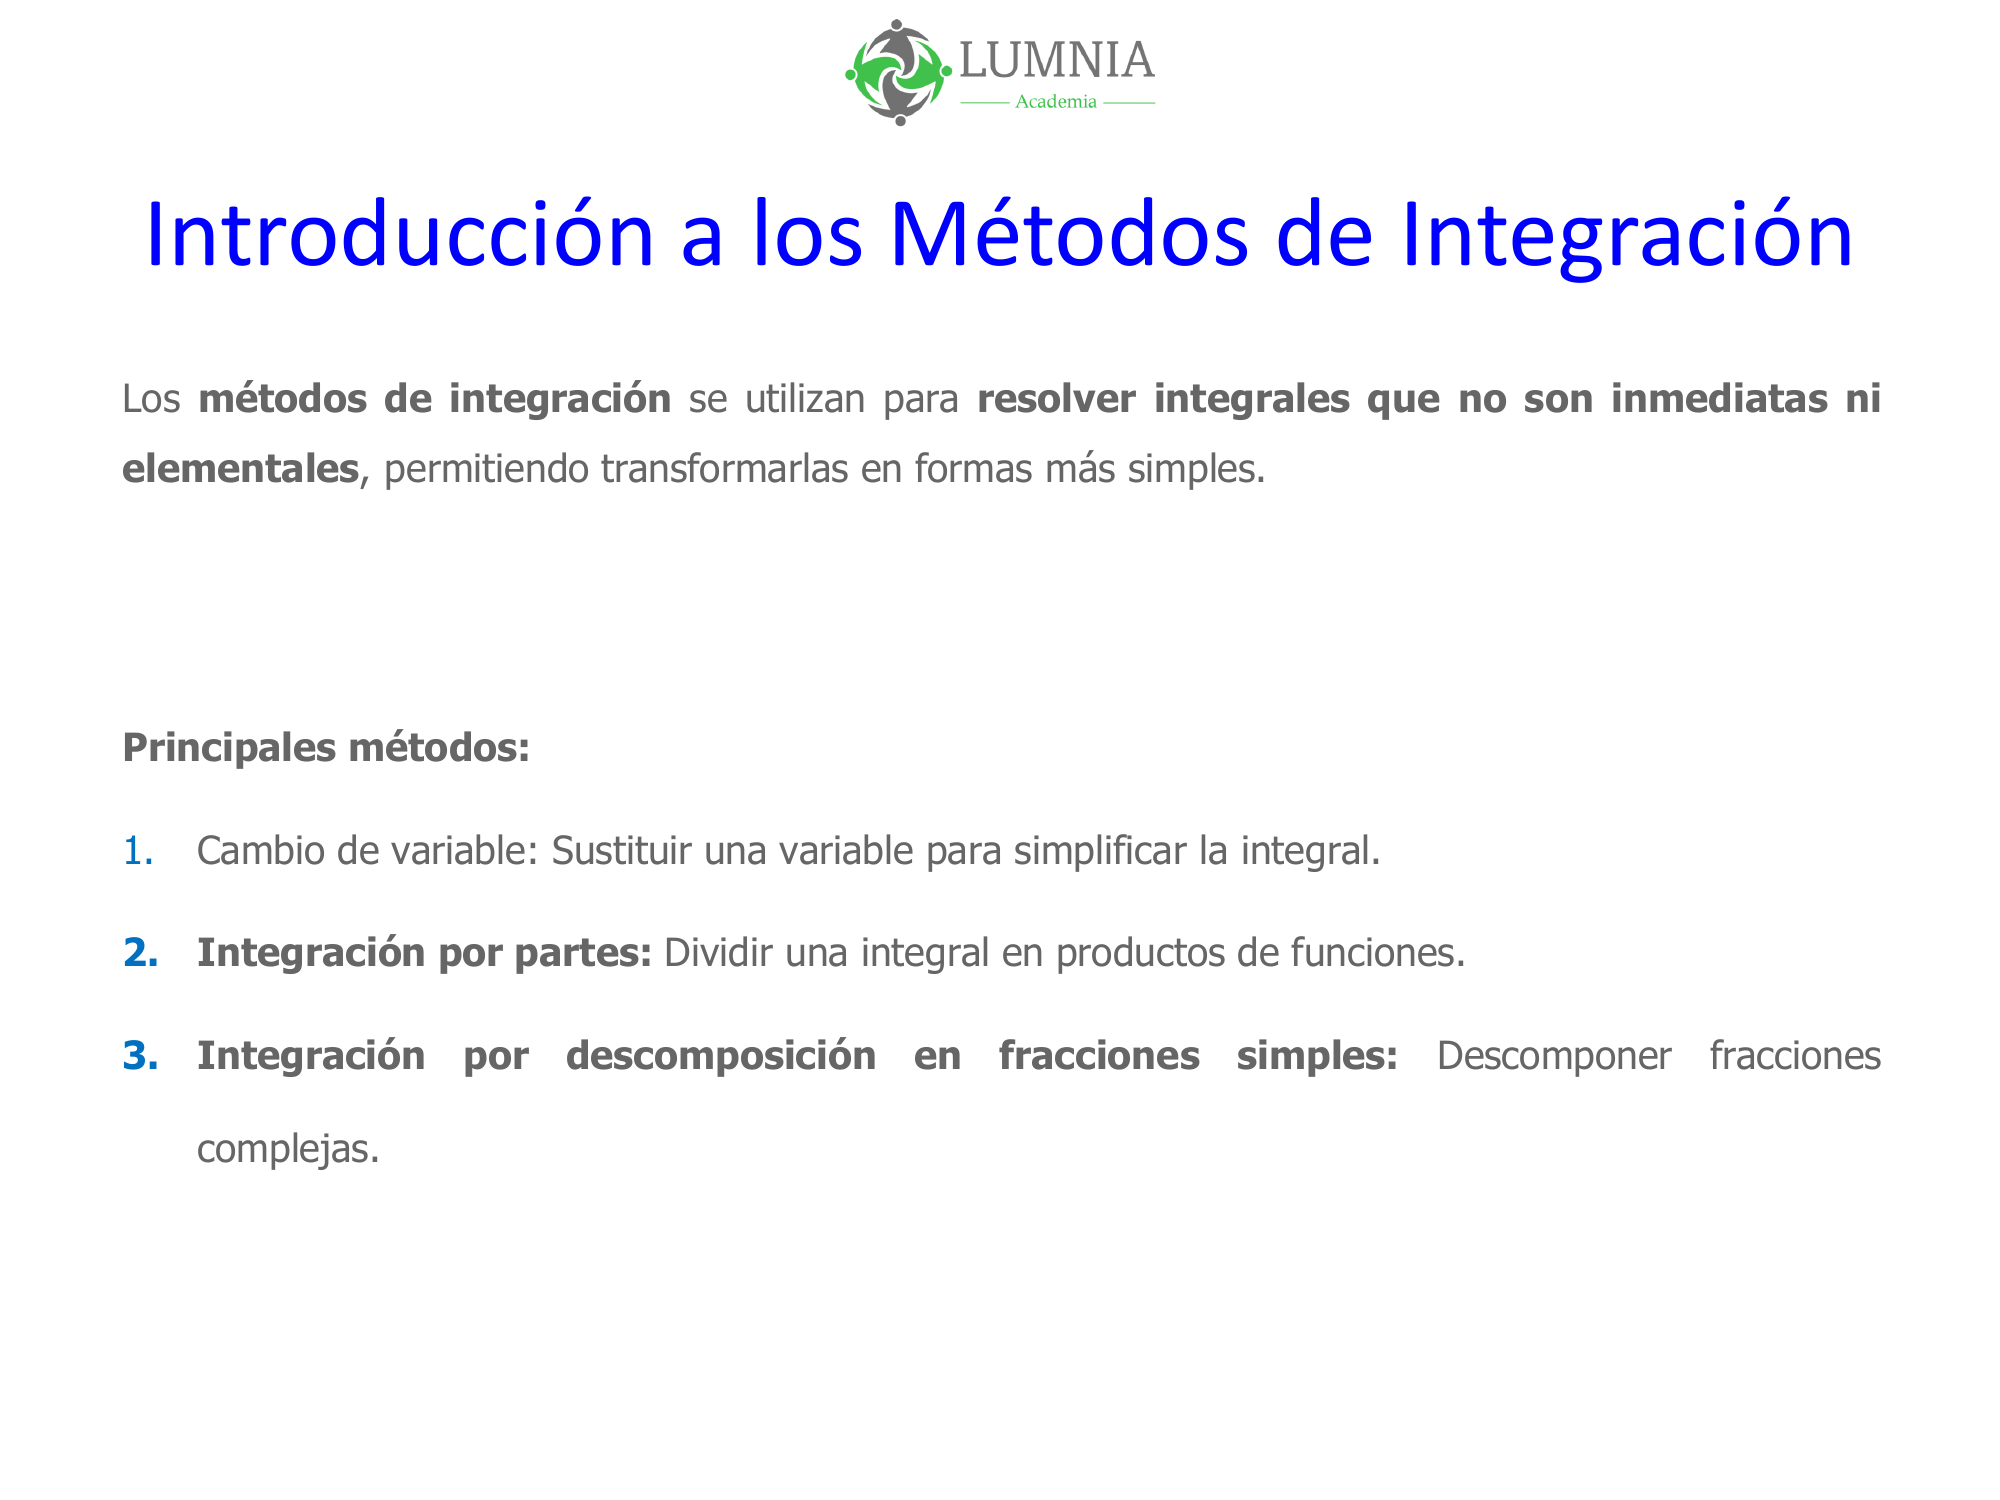 LUMNIA
Academia
Introducción a los Métodos de Integración
Los métodos de integración se utilizan para resolver integrales que no son inmediatas ni
elementales, permitiendo transformarlas en formas más simples.
Principales métodos:
1. Cambio de variable: Sustituir una variable para simplificar la integral.
2. Integración por partes: Dividir una integral en productos de funciones.
3. Integración por descomposición en fracciones simples: Descomponer fracciones
complejas.